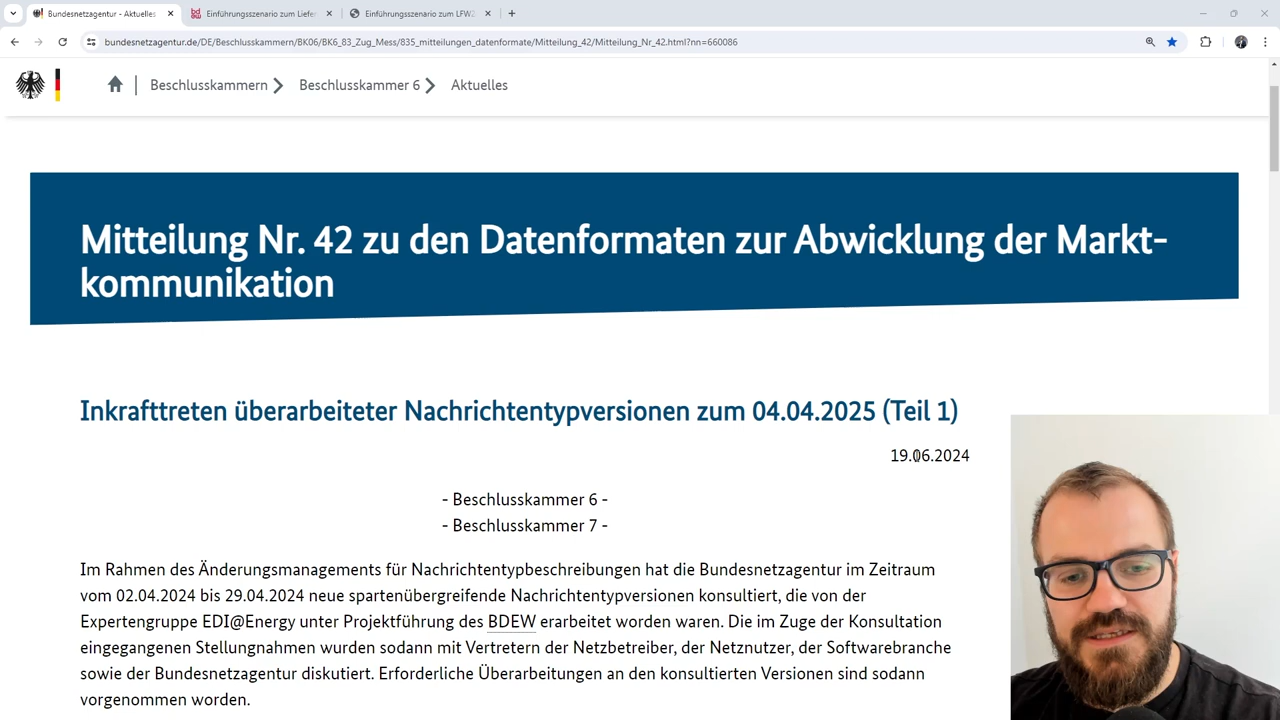 Bundesnetzagentur - Aktuelles
Einführungsszenario zum Liefer
Einführungsszenario zum LFW2
bundesnetzagentur.de/DE/Beschlusskammern/BK06/BK6_83_Zug_Mess/835_mitteilungen_datenformate/Mitteilung_42/Mitteilung_Nr_42.html?nn=660086
Beschlusskammern
Beschlusskammer 6
Aktuelles
Mitteilung Nr. 42 zu den Datenformaten zur Abwicklung der Markt-
kommunikation
Inkrafttreten überarbeiteter Nachrichtentypversionen zum 04.04.2025 (Teil 1)
19.06.2024
- Beschlusskammer 6 -
- Beschlusskammer 7 -
Im Rahmen des Änderungsmanagements für Nachrichtentypbeschreibungen hat die Bundesnetzagentur im Zeitraum
vom 02.04.2024 bis 29.04.2024 neue spartenübergreifende Nachrichtentypversionen konsultiert, die von der
Expertengruppe EDI@Energy unter Projektführung des BDEW erarbeitet worden waren. Die im Zuge der Konsultation
eingegangenen Stellungnahmen wurden sodann mit Vertretern der Netzbetreiber, der Netznutzer, der Softwarebranche
sowie der Bundesnetzagentur diskutiert. Erforderliche Überarbeitungen an den konsultierten Versionen sind sodann
vorgenommen worden.